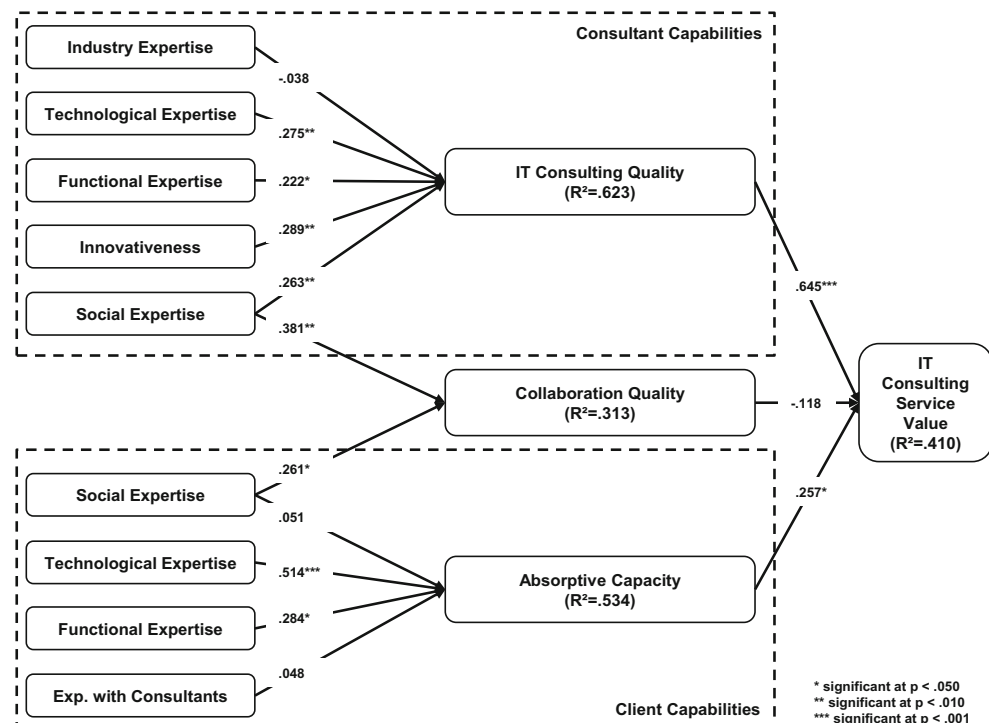 Consultant Capabilities
Industry Expertise
-.038
Technological Expertise
.275**
Functional Expertise
.222*
IT Consulting Quality
(R²=.623)
Innovativeness
.289**
Social Expertise
.263**
.381**
.645***
Collaboration Quality
(R²=.313)
-.118
IT
Consulting
Service
Value
(R²=.410)
Social Expertise
.261*
.051
.257*
Technological Expertise
.514***
Absorptive Capacity
(R²=.534)
Functional Expertise
.284*
Exp. with Consultants
.048
Client Capabilities
* significant at p < .050
** significant at p < .010
*** significant at p < .001